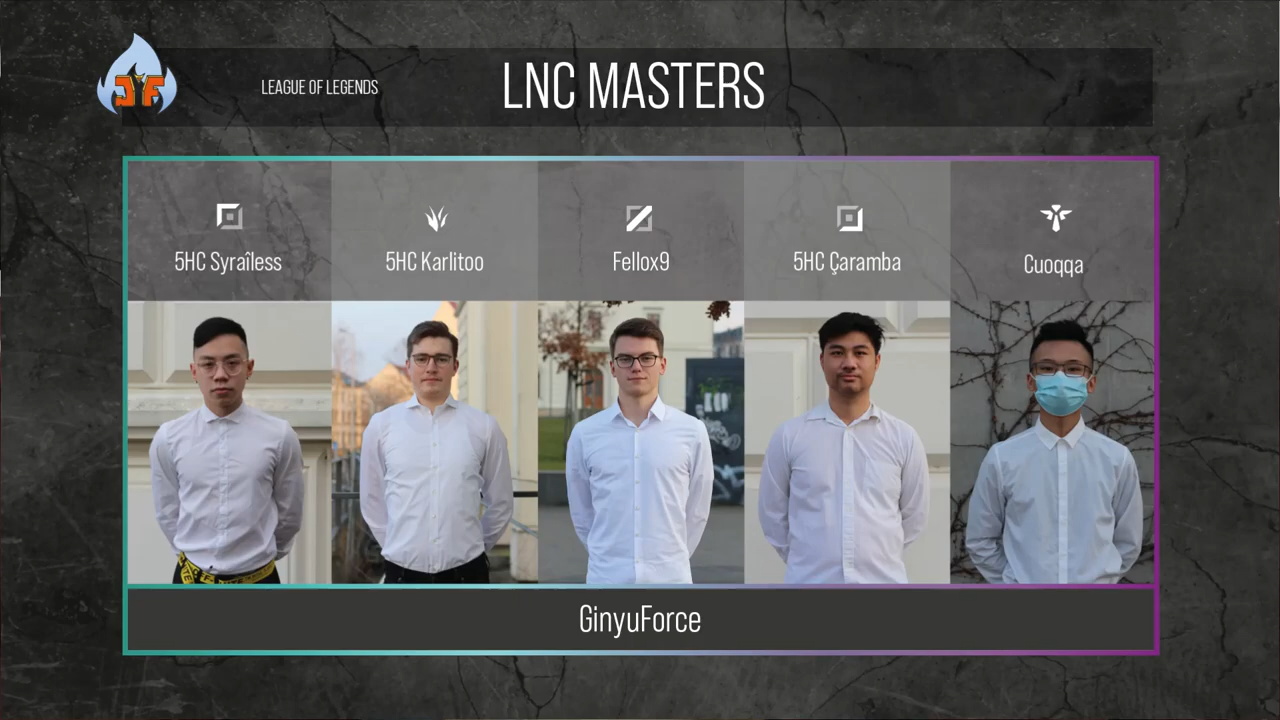 LEAGUE OF LEGENDS
LNC MASTERS
5HC Syraîless
5HC Karlitoo
Fellox9
5HC Çaramba
Cuoqqa
GinyuForce